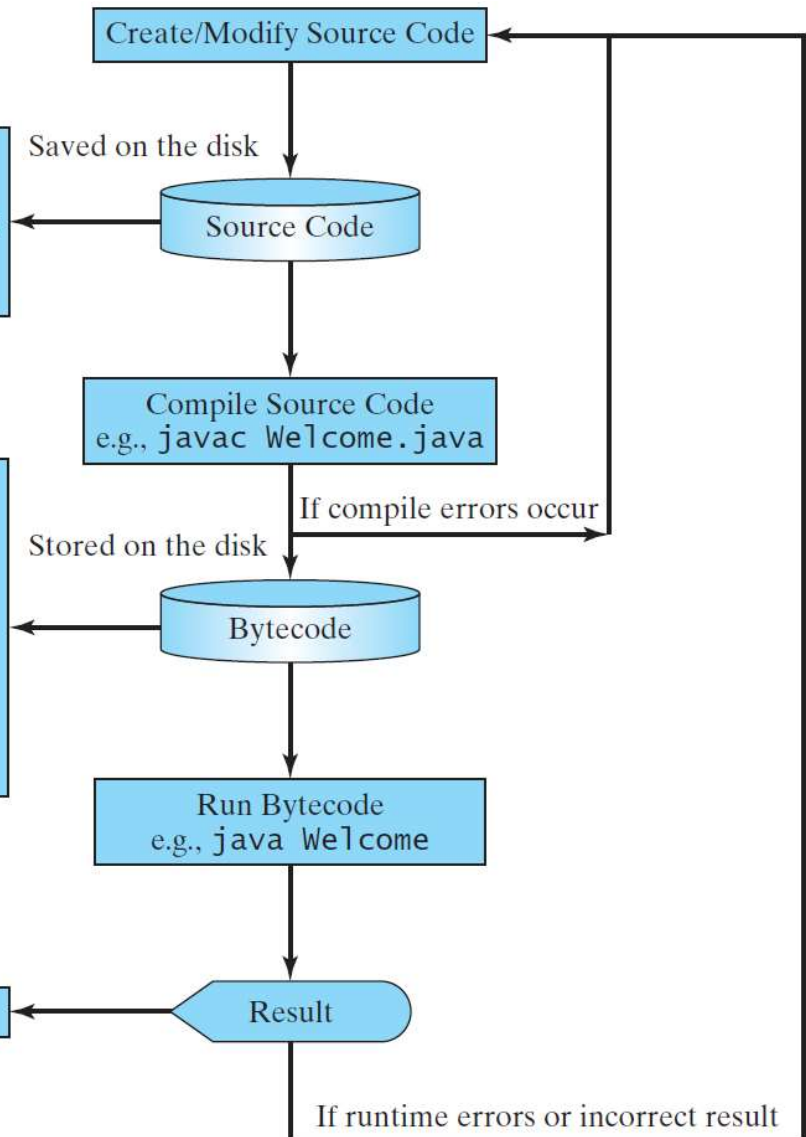 Create/Modify Source Code
Saved on the disk
Source Code
Compile Source Code
e.g., javac Welcome.java
If compile errors occur
Stored on the disk
Bytecode
Run Bytecode
e.g., java Welcome
Result
If runtime errors or incorrect result